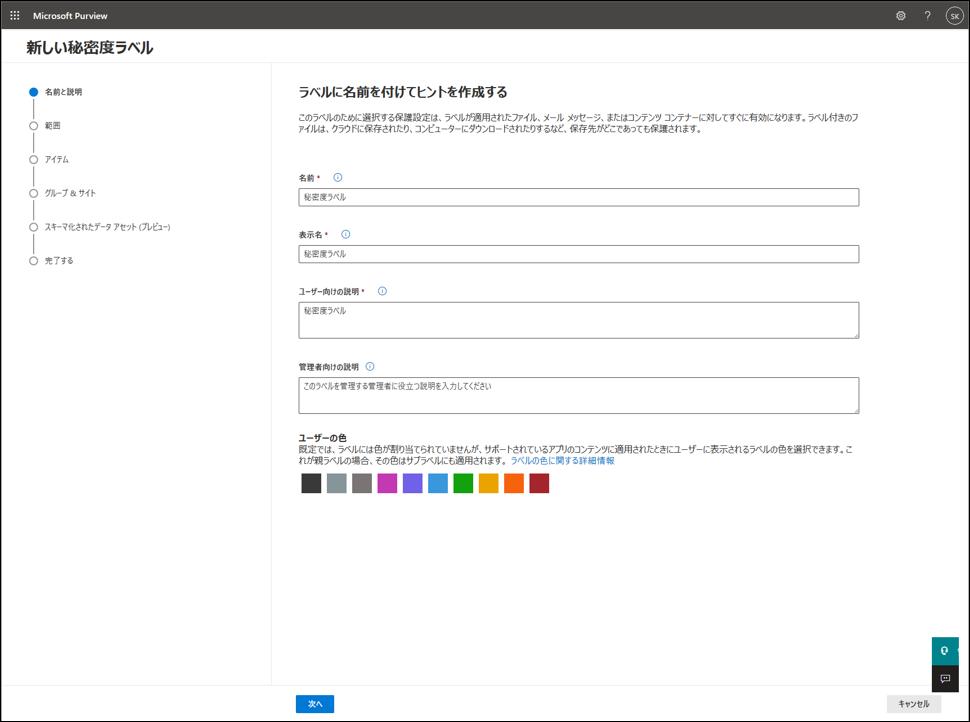 Microsoft Purview
?
SK
新しい秘密度ラベル
名前と説明
範囲
アイテム
グループ & サイト
スキーマ化されたデータ アセット (プレビュー)
完了する
ラベルに名前を付けてヒントを作成する
このラベルのために選択する保護設定は、ラベルが適用されたファイル、メール メッセージ、またはコンテンツ コンテナーに対してすぐに有効になります。ラベル付きのフ
ァイルは、クラウドに保存されたり、コンピューターにダウンロードされたりするなど、保存先がどこであっても保護されます。
名前 *
秘密度ラベル
表示名 *
秘密度ラベル
ユーザー向けの説明 *
秘密度ラベル
管理者向けの説明
このラベルを管理する管理者に役立つ説明を入力してください
ユーザーの色
既定では、ラベルには色が割り当てられていませんが、サポートされているアプリのコンテンツに適用されたときにユーザーに表示されるラベルの色を選択できます。こ
れが親ラベルの場合、その色はサブラベルにも適用されます。 ラベルの色に関する詳細情報
次へ
キャンセル